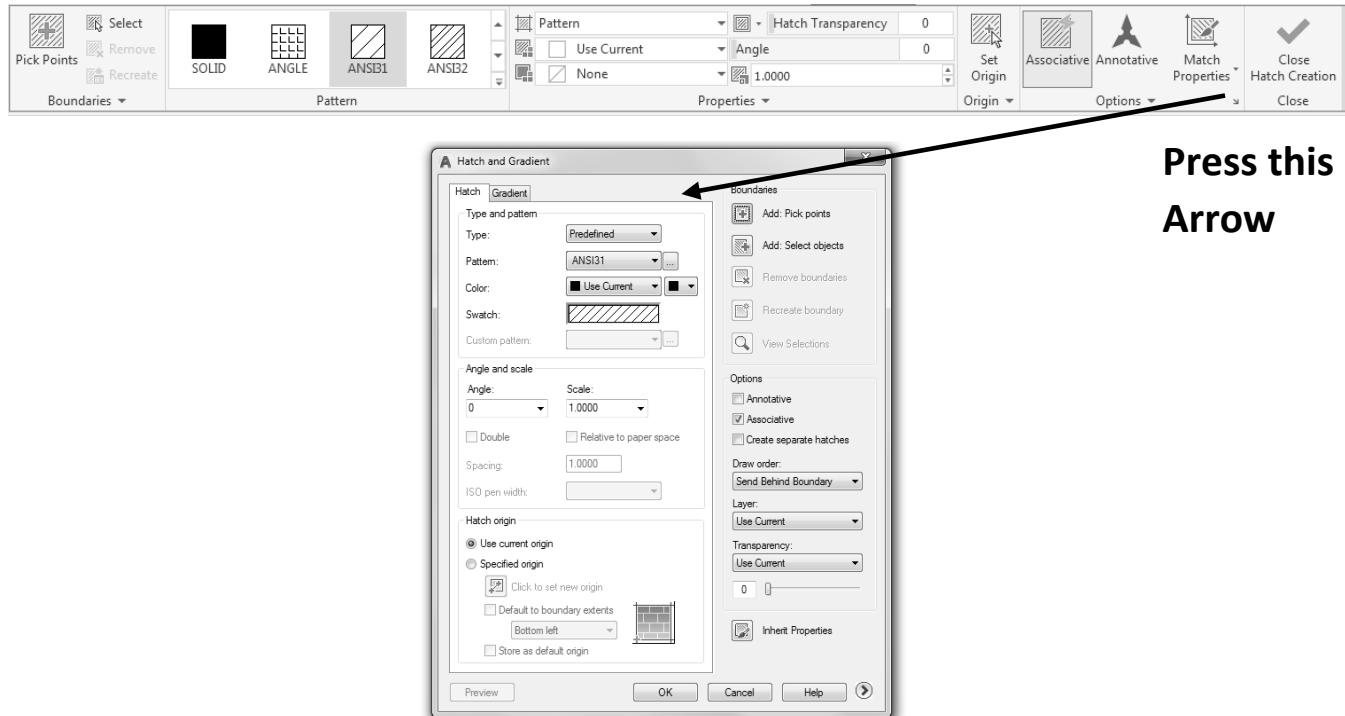 Pick Points
Select
Remove
Recreate
Boundaries
SOLID
ANGLE
ANSI31
ANSI32
Pattern
Pattern
Use Current
None
Hatch Transparency 0
Angle 0
1.0000
Properties
Set
Origin
Origin
Associative
Annotative
Match
Properties
Options
Close
Hatch Creation
Close
Press this
Arrow
A Hatch and Gradient
Hatch Gradient
Type and pattern
Type: Predefined
Pattern: ANSI31 ...
Color: Use Current
Swatch:
Custom pattern: ...
Angle and scale
Angle: Scale:
0 1.0000
Double Relative to paper space
Spacing: 1.0000
ISO pen width:
Hatch origin
Use current origin
Specified origin
Click to set new origin
Default to boundary extents
Bottom left
Store as default origin
Boundaries
Add: Pick points
Add: Select objects
Remove boundaries
Recreate boundary
View Selections
Options
Annotative
Associative
Create separate hatches
Draw order:
Send Behind Boundary
Layer:
Use Current
Transparency:
Use Current
0
Inherit Properties
Preview OK Cancel Help